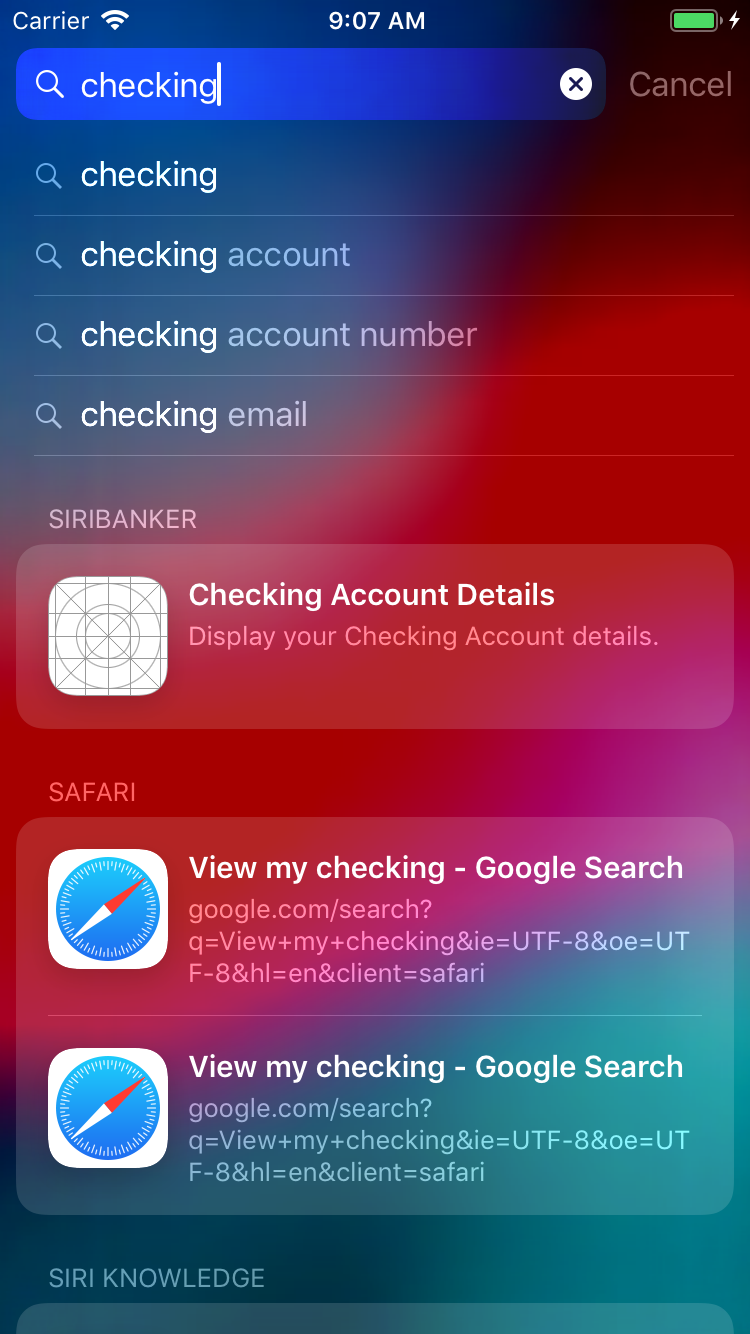 Carrier 9:07 AM
checking Cancel
checking
checking account
checking account number
checking email
SIRIBANKER
Checking Account Details
Display your Checking Account details.
SAFARI
View my checking - Google Search
google.com/search?
q=View+my+checking&ie=UTF-8&oe=UT
F-8&hl=en&client=safari
View my checking - Google Search
google.com/search?
q=View+my+checking&ie=UTF-8&oe=UT
F-8&hl=en&client=safari
SIRI KNOWLEDGE